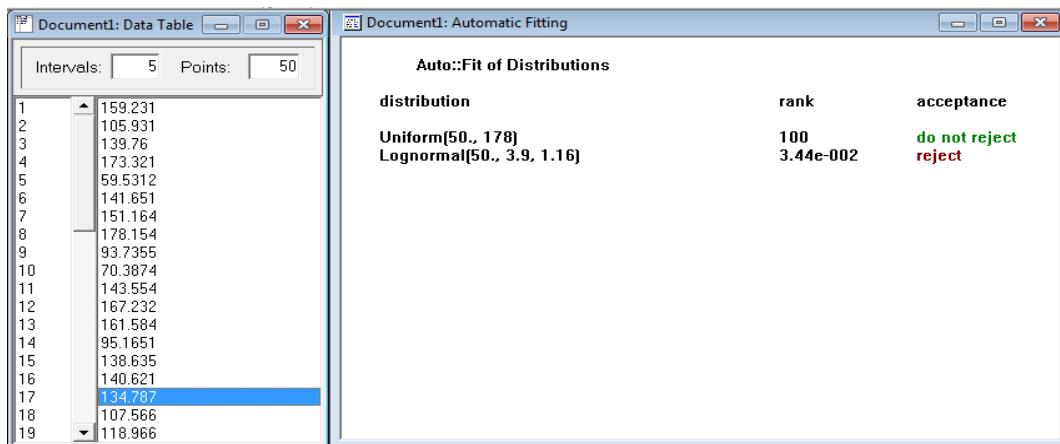 Document1: Data Table
Intervals: 5 Points: 50
1 159.231
2 105.931
3 139.76
4 173.321
5 59.5312
6 141.651
7 151.164
8 178.154
9 93.7355
10 70.3874
11 143.554
12 167.232
13 161.584
14 95.1651
15 138.635
16 140.621
17 134.787
18 107.566
19 118.966
Document1: Automatic Fitting
Auto::Fit of Distributions
distribution rank acceptance
Uniform(50., 178) 100 do not reject
Lognormal(50., 3.9, 1.16) 3.44e-002 reject